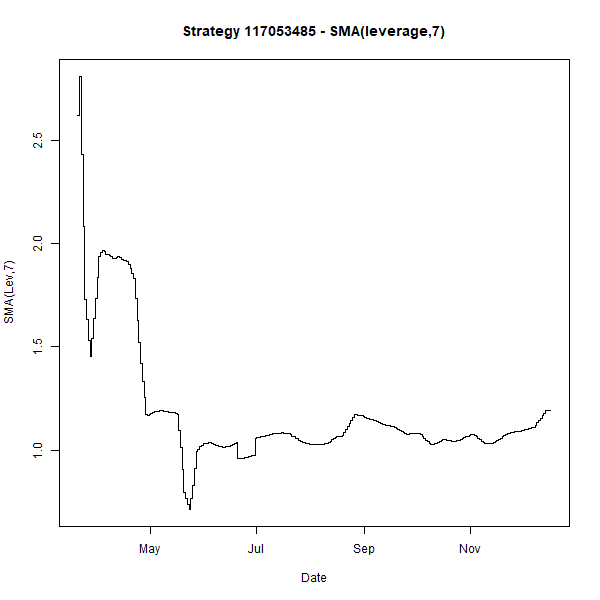 Strategy 117053485 - SMA(leverage,7)
SMA(Lev,7)
2.5
2.0
1.5
1.0
May Jul Sep Nov
Date